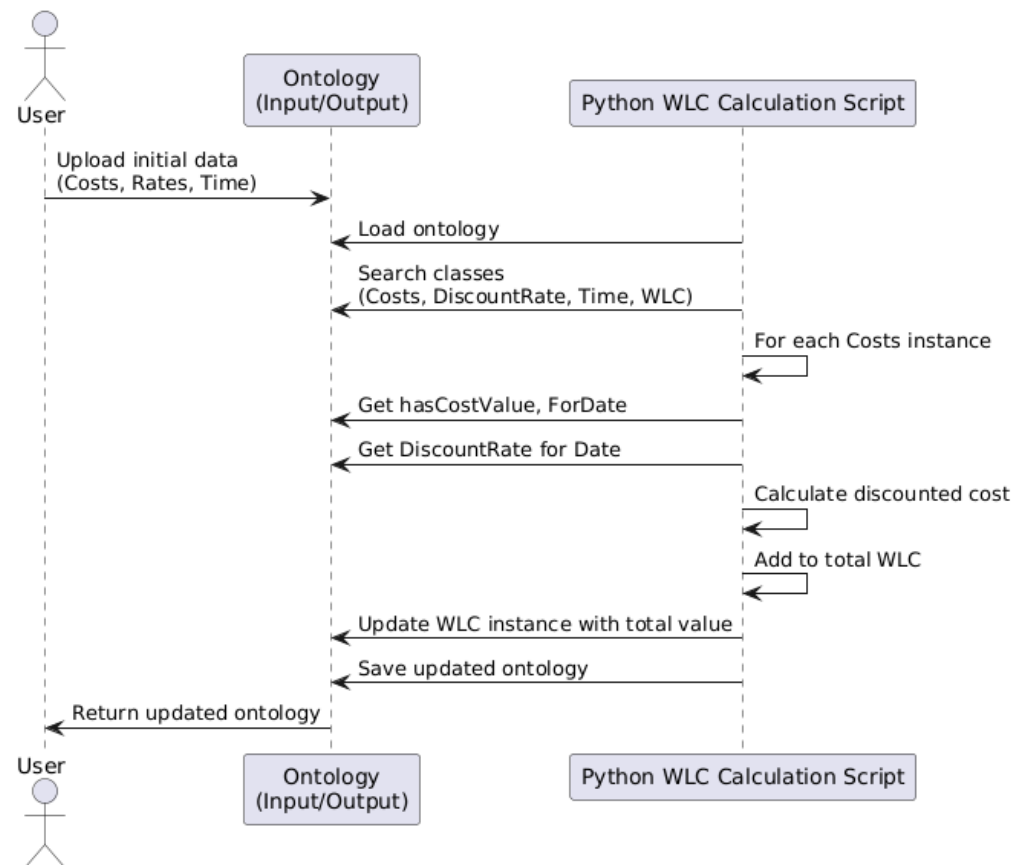 User
Ontology
(Input/Output)
Python WLC Calculation Script
Upload initial data
(Costs, Rates, Time)
Load ontology
Search classes
(Costs, DiscountRate, Time, WLC)
For each Costs instance
Get hasCostValue, ForDate
Get DiscountRate for Date
Calculate discounted cost
Add to total WLC
Update WLC instance with total value
Save updated ontology
Return updated ontology
User
Ontology
(Input/Output)
Python WLC Calculation Script